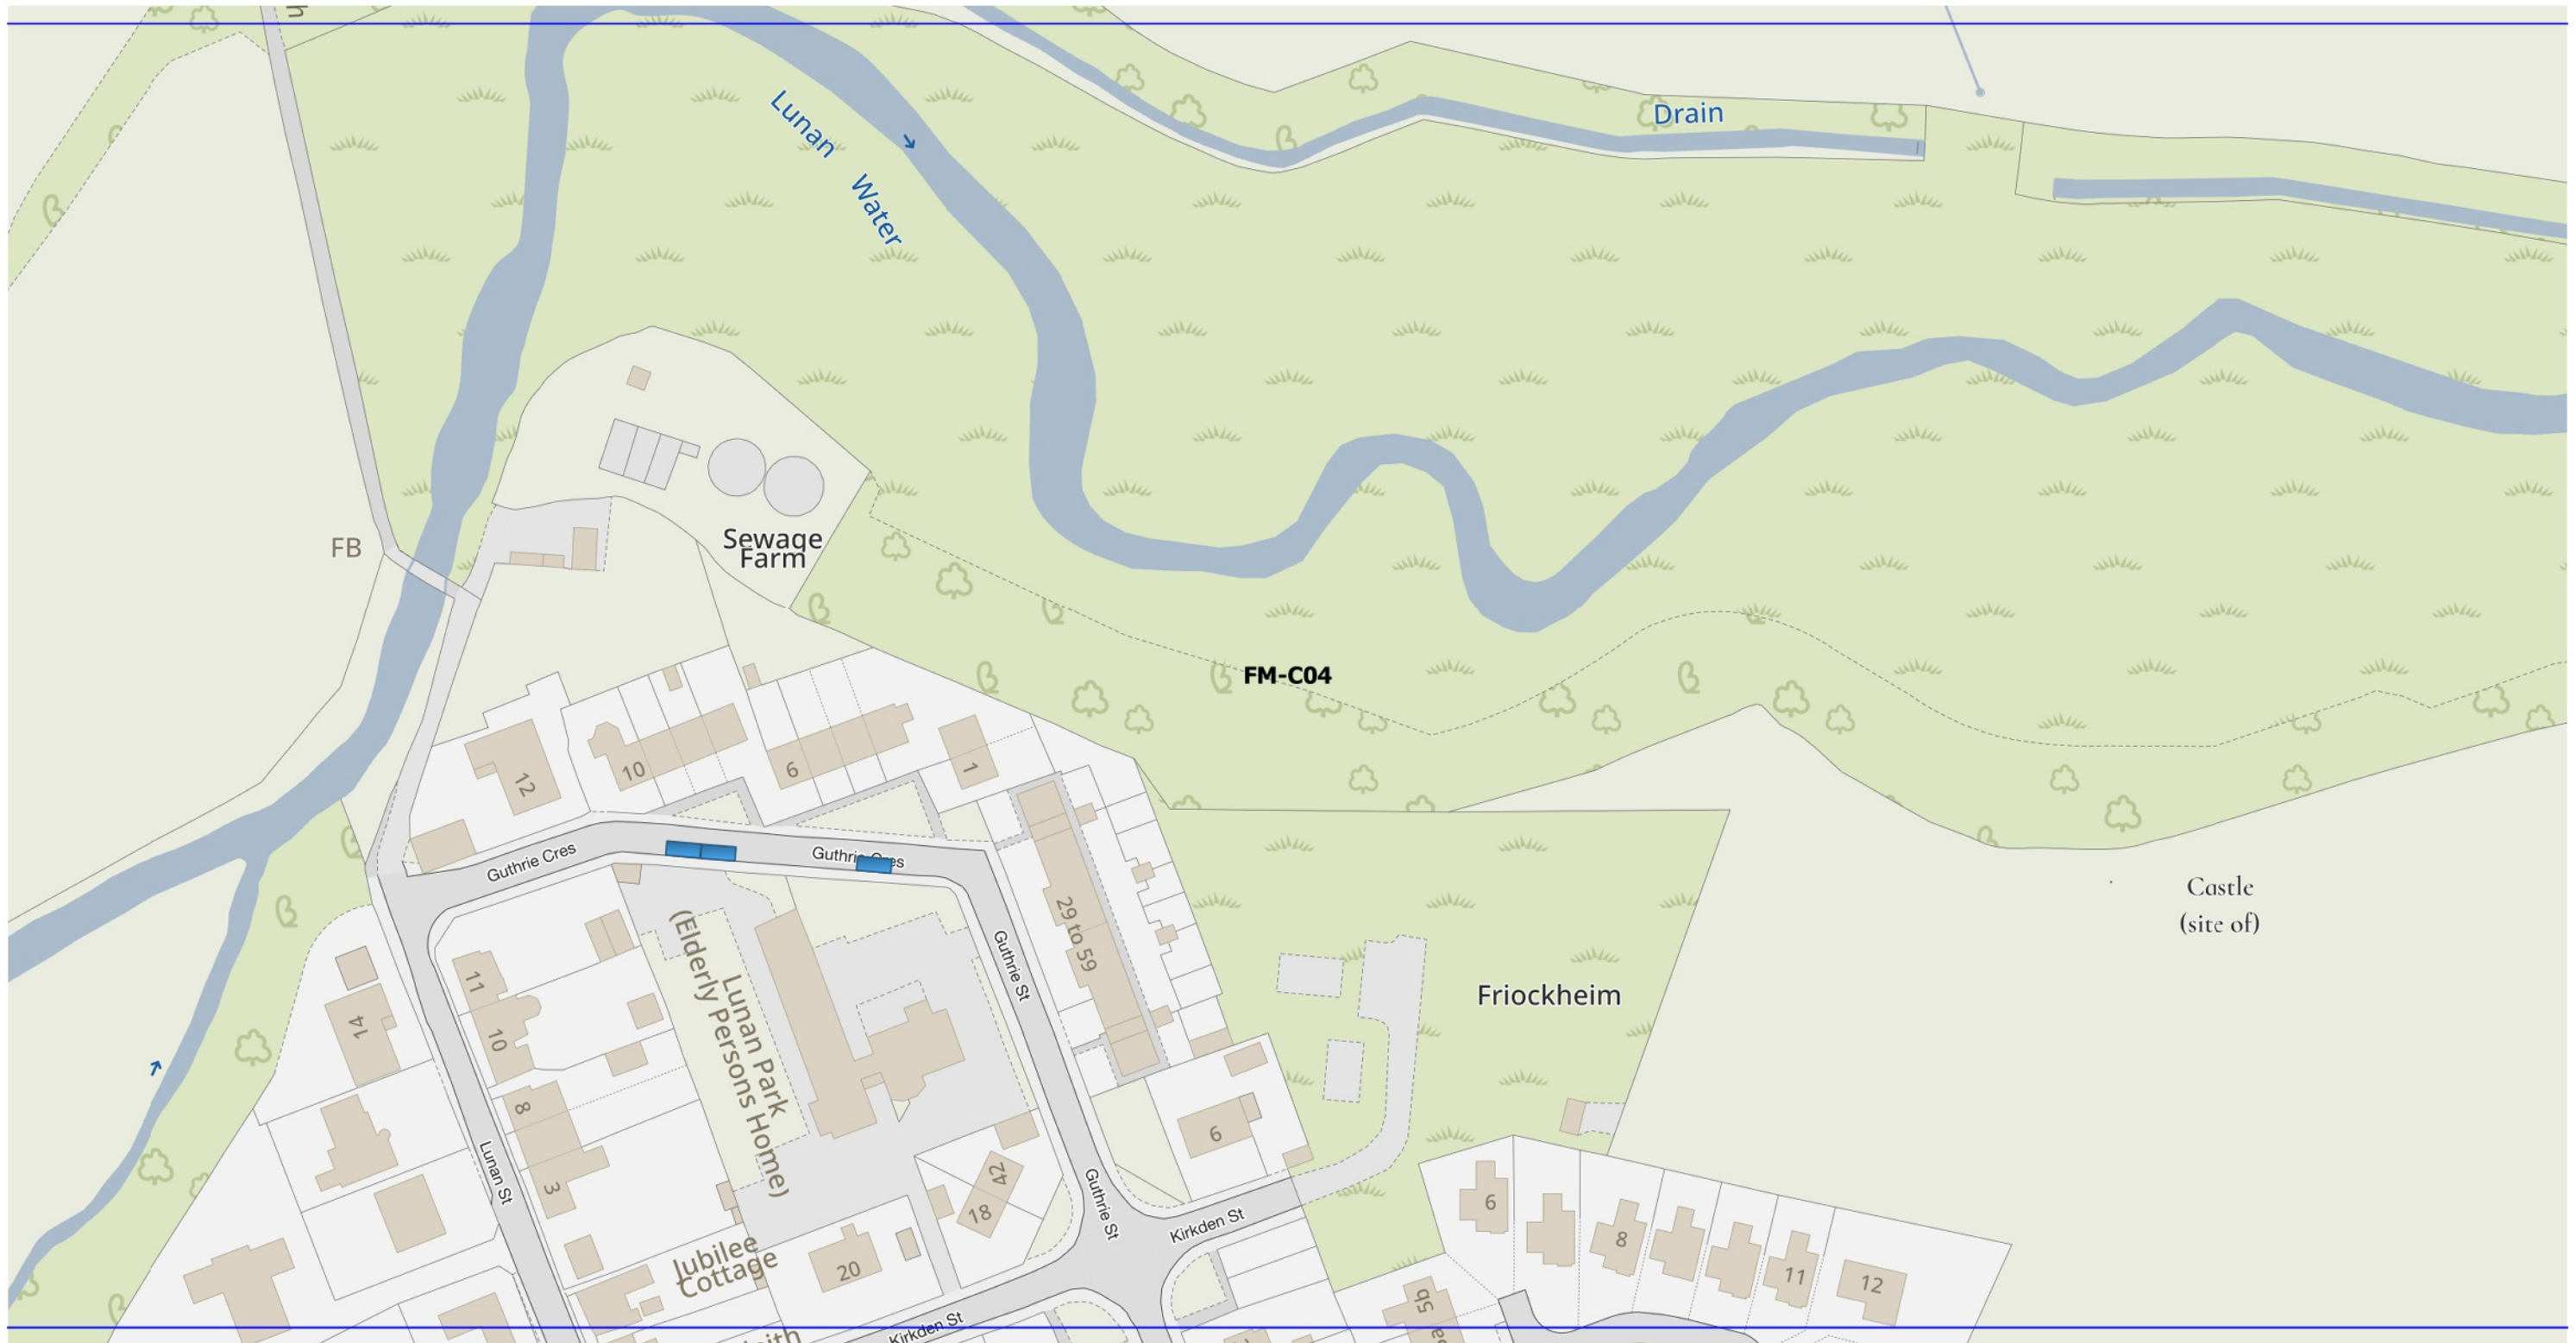 Drain
Lunan
Water
FB
Sewage
Farm
FM-C04
12
10
6
1
Guthrie Cres
Guthrie Cres
Castle
(site of)
29 to 59
Guthrie St
Friockheim
11
10
14
Lunan Park
(Elderly Persons Home)
8
3
Lunan St
6
42
18
Guthrie St
Kirkden St
6
8
11
12
Jubilee
Cottage
20
5b
Kirkden St